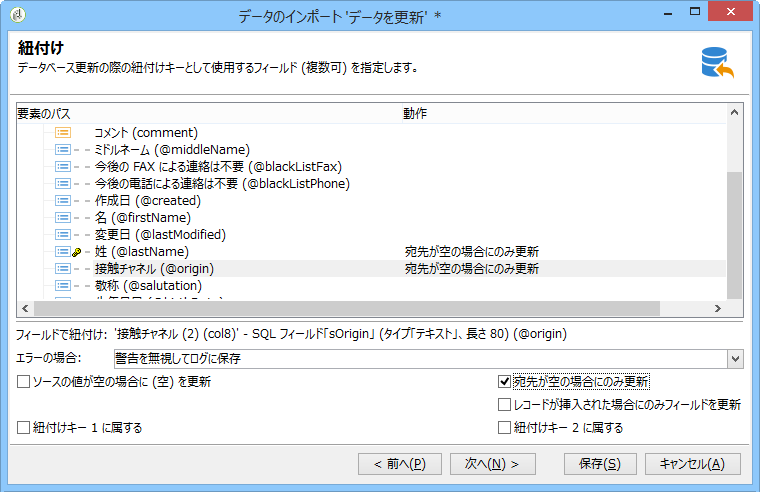 データのインポート 'データを更新' *
紐付け
データベース更新の際の紐付けキーとして使用するフィールド (複数可) を指定します。
要素のパス 動作
コメント (comment)
ミドルネーム (@middleName)
今後の FAX による連絡は不要 (@blackListFax)
今後の電話による連絡は不要 (@blackListPhone)
作成日 (@created)
名 (@firstName)
変更日 (@lastModified)
姓 (@lastName) 宛先が空の場合にのみ更新
接触チャネル (@origin) 宛先が空の場合にのみ更新
敬称 (@salutation)
フィールドで紐付け: '接触チャネル (2) (col8)' - SQL フィールド「sOrigin」 (タイプ「テキスト」、長さ 80) (@origin)
エラーの場合: 警告を無視してログに保存
ソースの値が空の場合に (空) を更新 宛先が空の場合にのみ更新
レコードが挿入された場合にのみフィールドを更新
紐付けキー 1 に属する 紐付けキー 2 に属する
< 前へ(P) 次へ(N) > 保存(S) キャンセル(A)